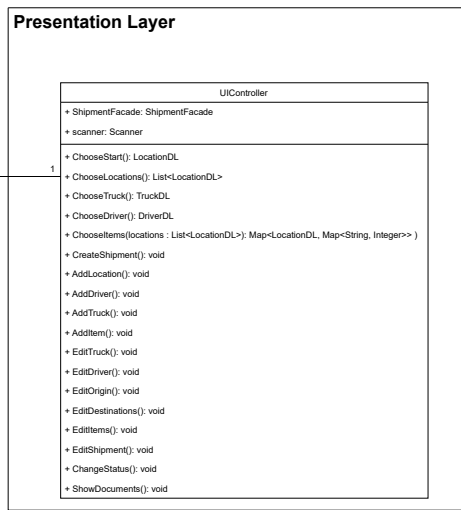 Presentation Layer
UIController
+ ShipmentFacade: ShipmentFacade
+ scanner: Scanner
+ ChooseStart(): LocationDL
1
+ ChooseLocations(): List<LocationDL>
+ ChooseTruck(): TruckDL
+ ChooseDriver(): DriverDL
+ ChooseItems(locations : List<LocationDL>): Map<LocationDL, Map<String, Integer>> )
+ CreateShipment(): void
+ AddLocation(): void
+ AddDriver(): void
+ AddTruck(): void
+ AddItem(): void
+ EditTruck(): void
+ EditDriver(): void
+ EditOrigin(): void
+ EditDestinations(): void
+ EditItems(): void
+ EditShipment(): void
+ ChangeStatus(): void
+ ShowDocuments(): void